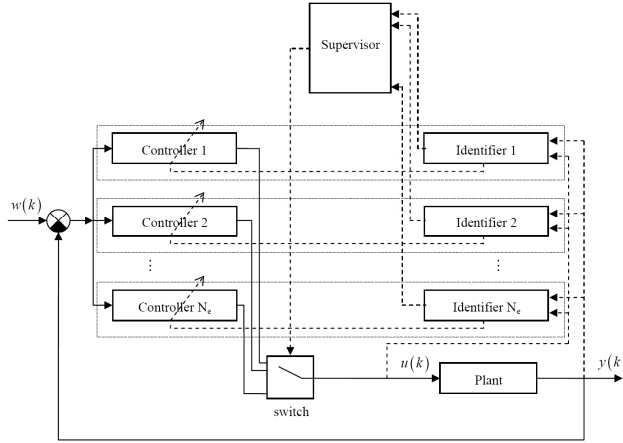 Supervisor
Controller 1
Identifier 1
w(k)
Controller 2
Identifier 2
⋮
⋮
Controller Nₑ
Identifier Nₑ
u(k)
y(k
Plant
switch